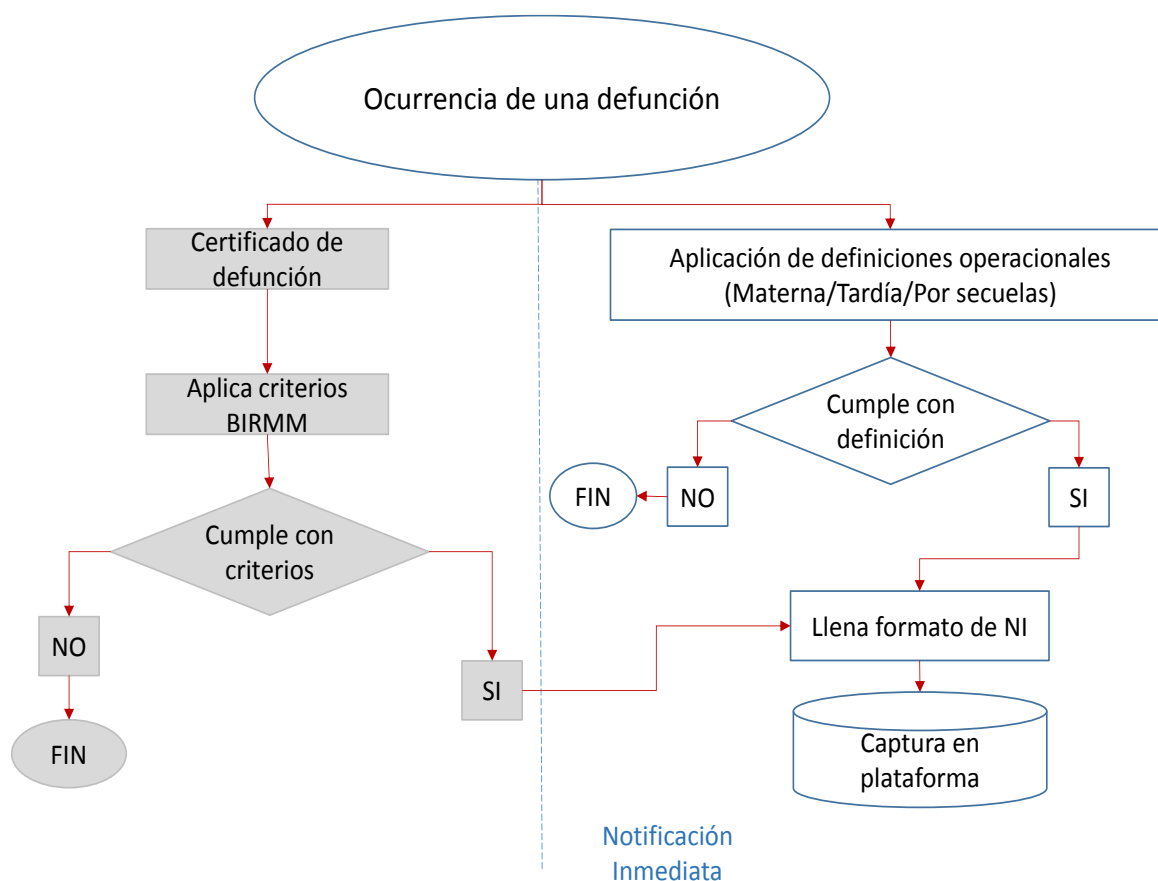 Ocurrencia de una defunción
Certificado de
defunción
Aplica criterios
BIRMM
Cumple con
criterios
NO
FIN
SI
Aplicación de definiciones operacionales
(Materna/Tardía/Por secuelas)
Cumple con
definición
NO
FIN
SI
Llena formato de NI
Captura en
plataforma
Notificación
Inmediata